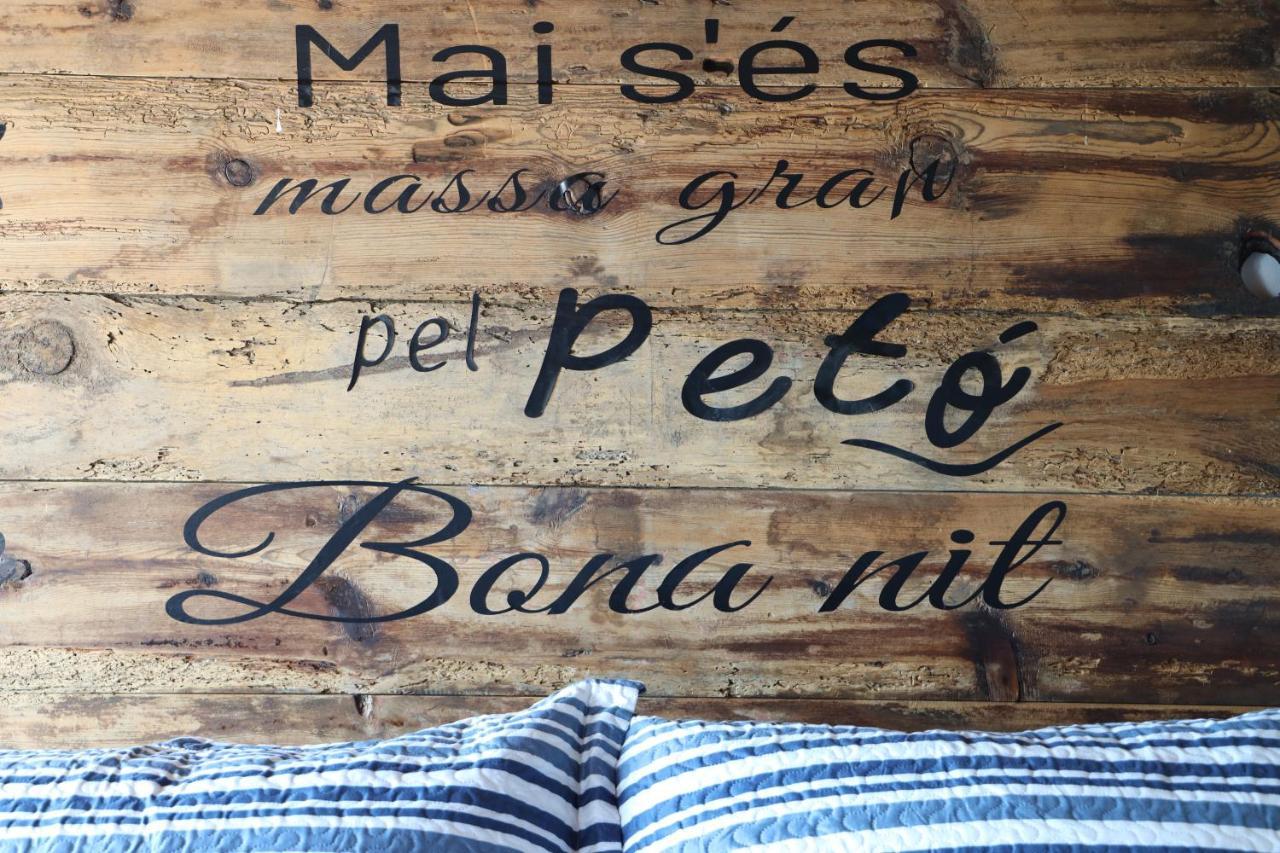 Mai s'és
massa gran
pel Petó
Bona nit